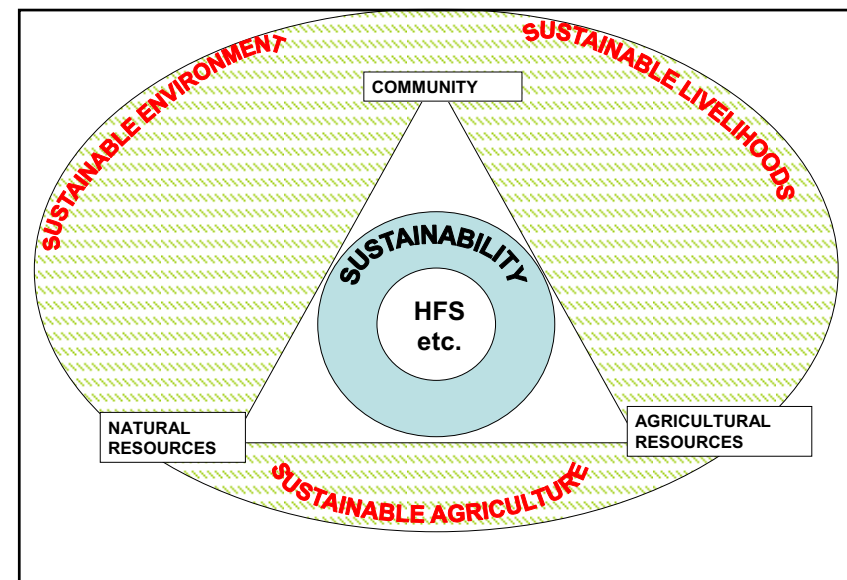 SUSTAINABLE ENVIRONMENT
SUSTAINABLE LIVELIHOODS
COMMUNITY
SUSTAINABILITY
HFS
etc.
NATURAL
RESOURCES
AGRICULTURAL
RESOURCES
SUSTAINABLE AGRICULTURE